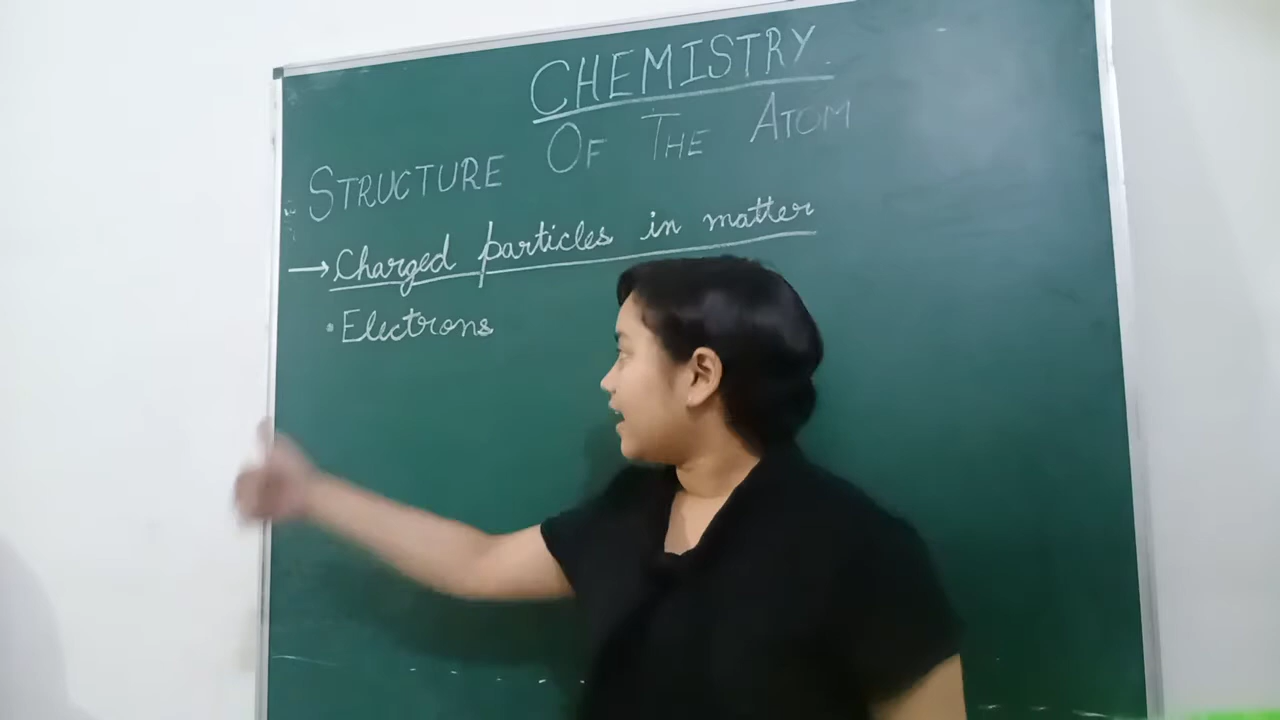 CHEMISTRY
STRUCTURE OF THE ATOM
→ Charged particles in matter
• Electrons